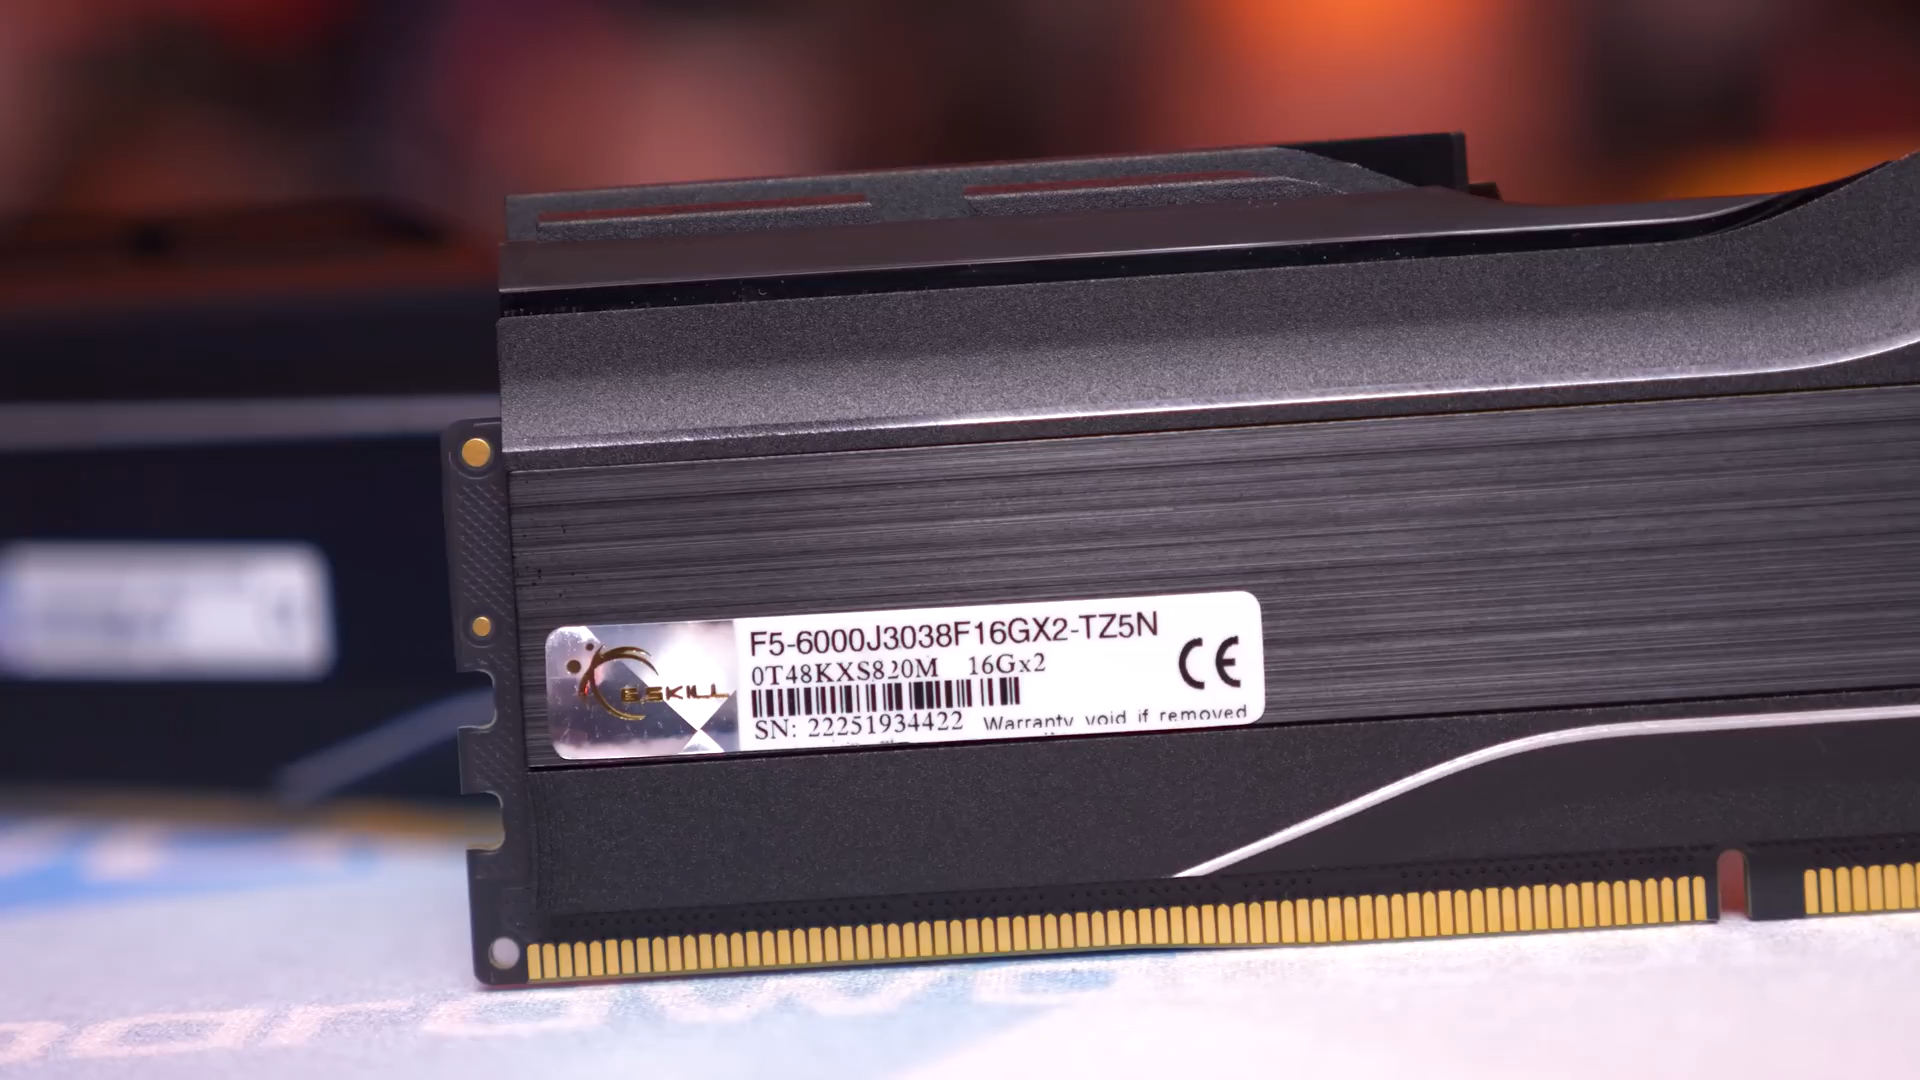 G.SKILL
F5-6000J3038F16GX2-TZ5N
0T48KXS820M 16Gx2
CE
SN: 22251934422 Warranty void if removed